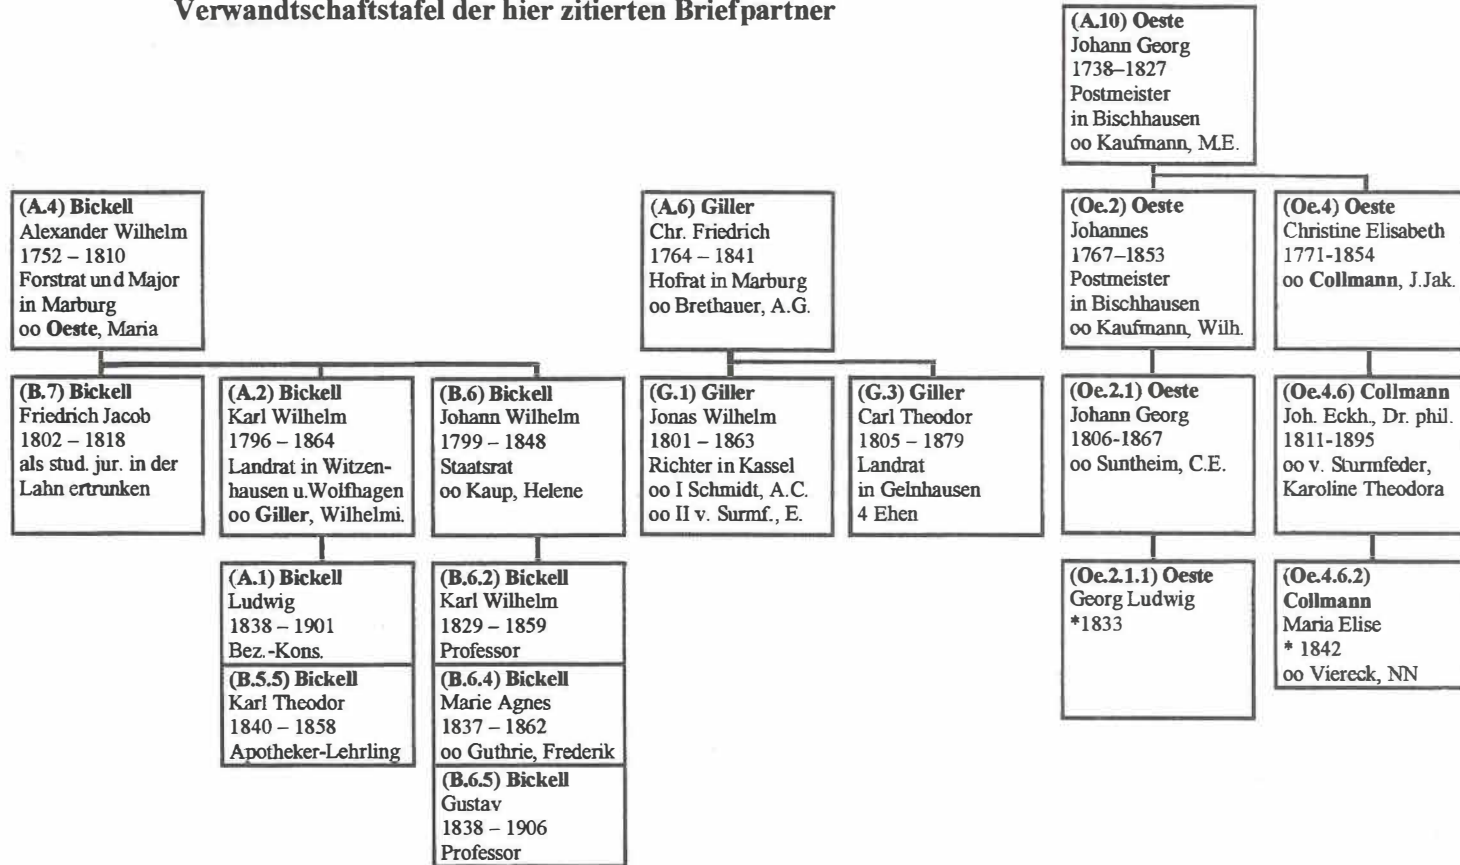 Verwandtschaftstafel der hier zitierten Briefpartner
(A.10) Oeste
Johann Georg
1738–1827
Postmeister
in Bischhausen
oo Kaufmann, M.E.
(A.4) Bickell
Alexander Wilhelm
1752 – 1810
Forstrat und Major
in Marburg
oo Oeste, Maria
(A.6) Giller
Chr. Friedrich
1764 – 1841
Hofrat in Marburg
oo Brethauer, A.G.
(Oe.2) Oeste
Johannes
1767–1853
Postmeister
in Bischhausen
oo Kaufmann, Wilh.
(Oe.4) Oeste
Christine Elisabeth
1771-1854
oo Collmann, J.Jak.
(B.7) Bickell
Friedrich Jacob
1802 – 1818
als stud. jur. in der
Lahn ertrunken
(A.2) Bickell
Karl Wilhelm
1796 – 1864
Landrat in Witzen-
hausen u.Wolfhagen
oo Giller, Wilhelmi.
(B.6) Bickell
Johann Wilhelm
1799 – 1848
Staatsrat
oo Kaup, Helene
(G.1) Giller
Jonas Wilhelm
1801 – 1863
Richter in Kassel
oo I Schmidt, A.C.
oo II v. Surmf., E.
(G.3) Giller
Carl Theodor
1805 – 1879
Landrat
in Gelnhausen
4 Ehen
(Oe.2.1) Oeste
Johann Georg
1806-1867
oo Suntheim, C.E.
(Oe.4.6) Collmann
Joh. Eckh., Dr. phil.
1811-1895
oo v. Sturmfeder,
Karoline Theodora
(A.1) Bickell
Ludwig
1838 – 1901
Bez.-Kons.
(B.5.5) Bickell
Karl Theodor
1840 – 1858
Apotheker-Lehrling
(B.6.2) Bickell
Karl Wilhelm
1829 – 1859
Professor
(B.6.4) Bickell
Marie Agnes
1837 – 1862
oo Guthrie, Frederik
(B.6.5) Bickell
Gustav
1838 – 1906
Professor
(Oe.2.1.1) Oeste
Georg Ludwig
*1833
(Oe.4.6.2)
Collmann
Maria Elise
* 1842
oo Viereck, NN